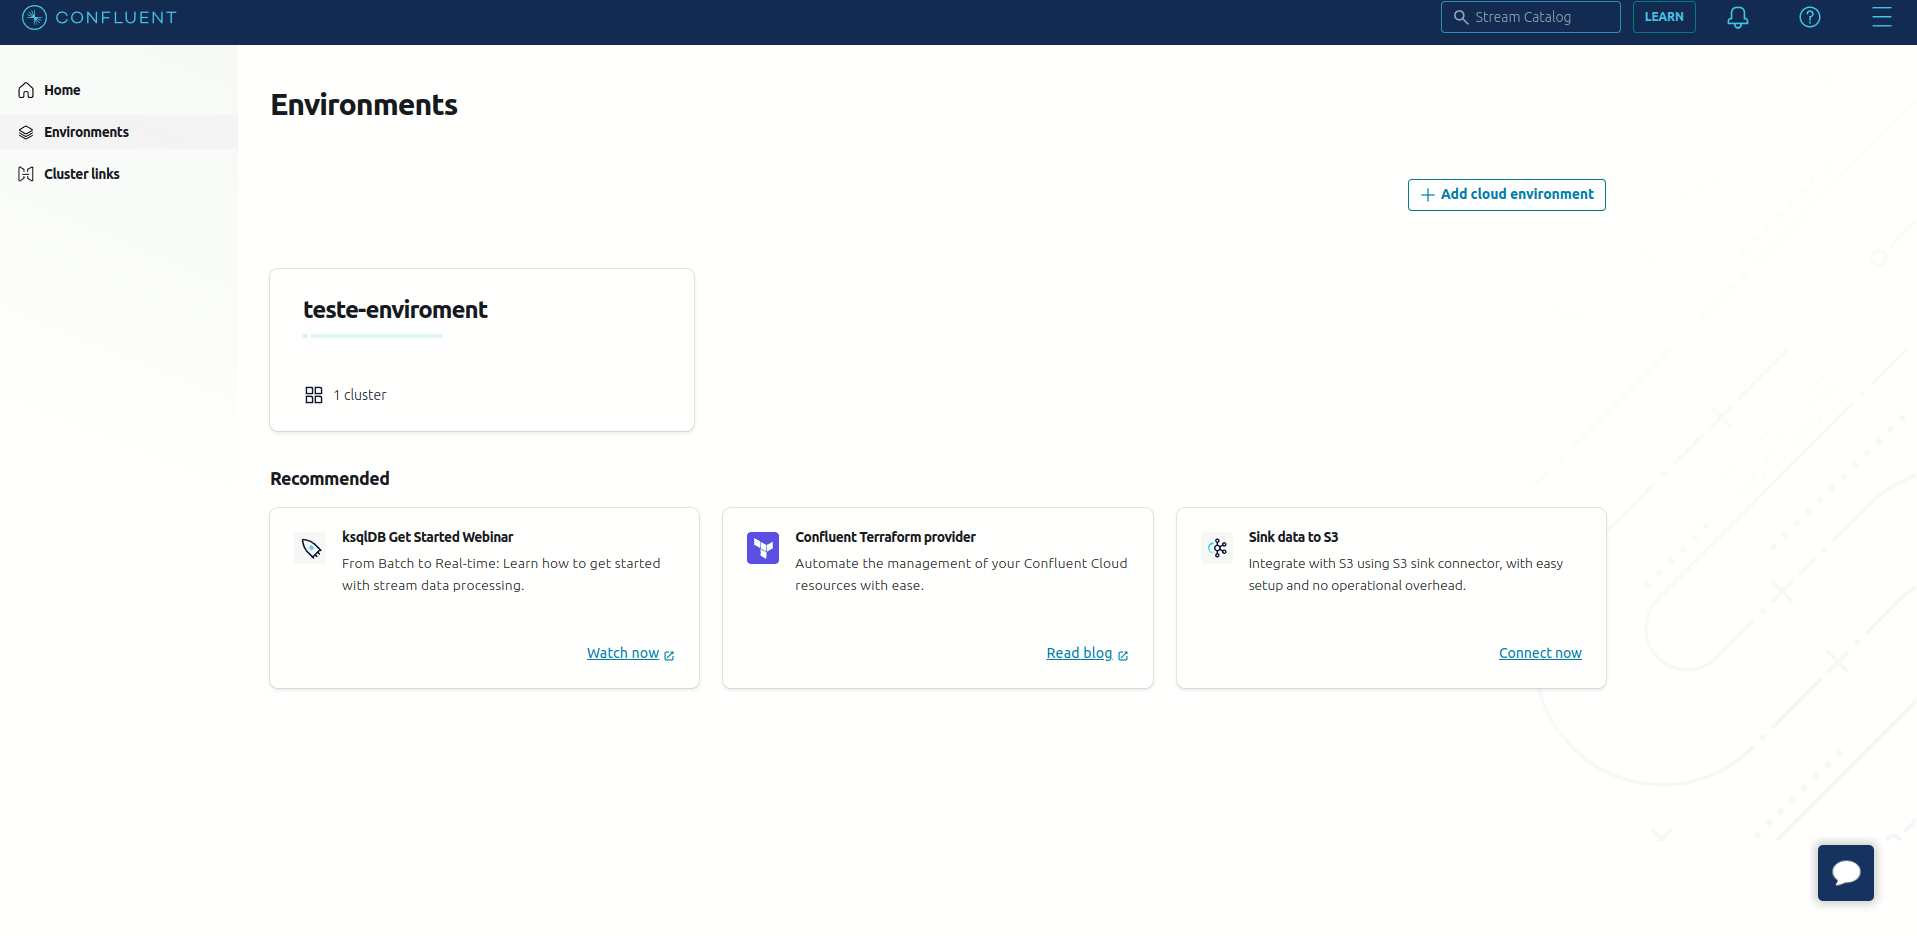 CONFLUENT
Stream Catalog
LEARN
Home
Environments
Cluster links
Environments
Add cloud environment
teste-enviroment
1 cluster
Recommended
ksqlDB Get Started Webinar
From Batch to Real-time: Learn how to get started
with stream data processing.
Watch now
Confluent Terraform provider
Automate the management of your Confluent Cloud
resources with ease.
Read blog
Sink data to S3
Integrate with S3 using S3 sink connector, with easy
setup and no operational overhead.
Connect now